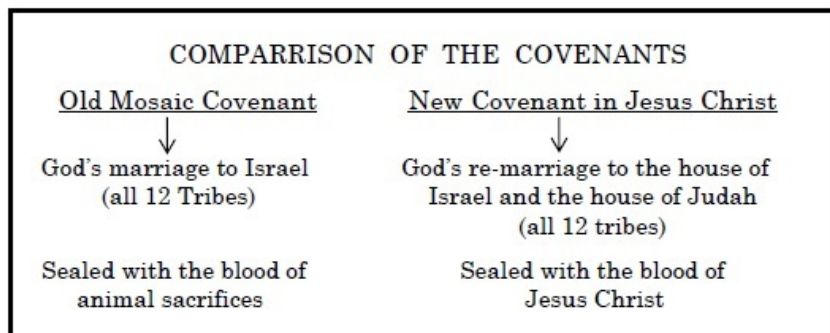 COMPARRISON OF THE COVENANTS
Old Mosaic Covenant
God's marriage to Israel
(all 12 Tribes)
Sealed with the blood of
animal sacrifices
New Covenant in Jesus Christ
God's re-marriage to the house of
Israel and the house of Judah
(all 12 tribes)
Sealed with the blood of
Jesus Christ